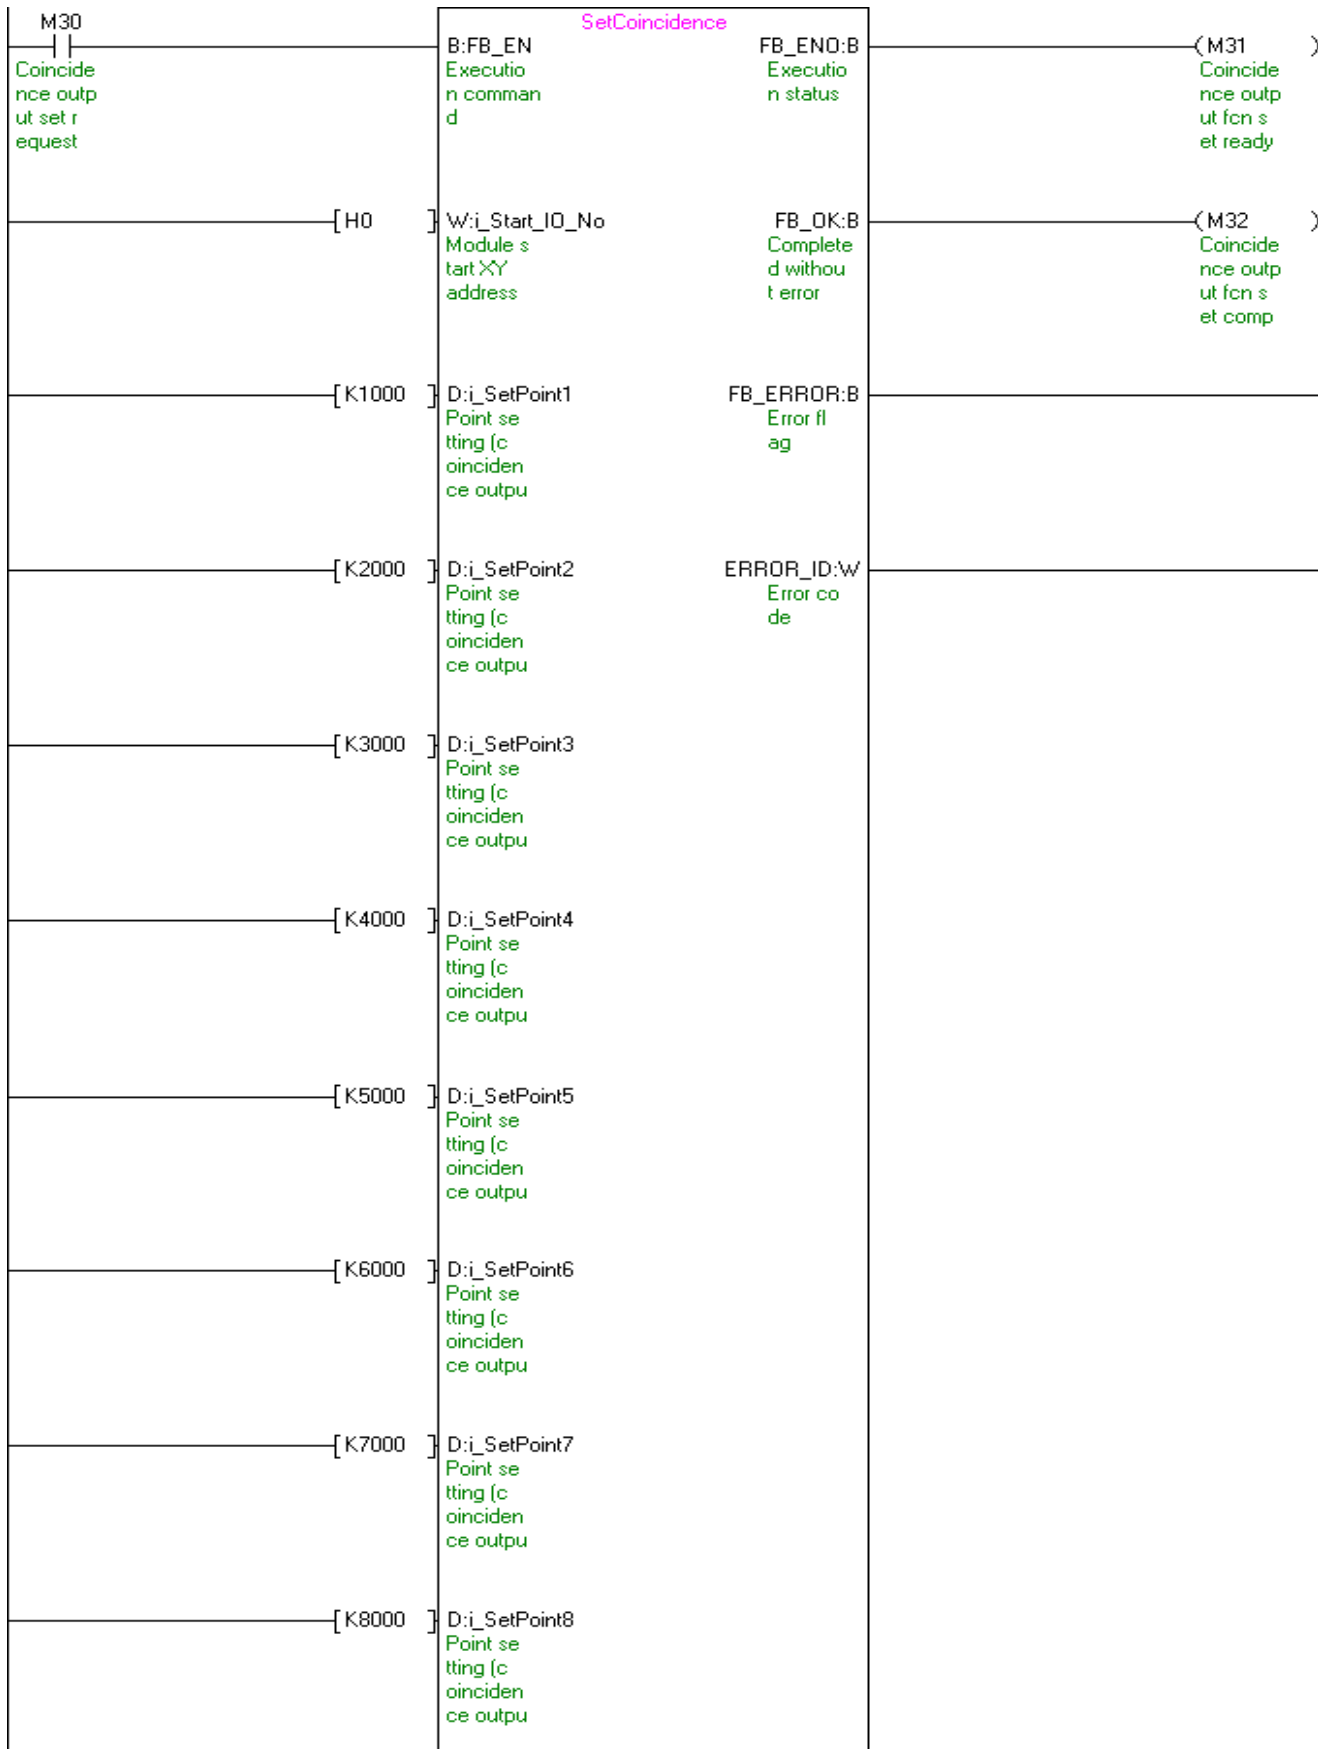 M30
SetCoincidence
B:FB_EN
FB_ENO:B
(M31 )
Coincide
nce outp
ut set r
equest
Executio
n comman
d
Executio
n status
Coincide
nce outp
ut fcn s
et ready
[H0 ]
W:i_Start_IO_No
FB_OK:B
(M32 )
Module s
tart XY
address
Complete
d withou
t error
Coincide
nce outp
ut fcn s
et comp
[K1000 ]
D:i_SetPoint1
FB_ERROR:B
Point se
tting (c
oinciden
ce outpu
Error fl
ag
[K2000 ]
D:i_SetPoint2
ERROR_ID:W
Point se
tting (c
oinciden
ce outpu
Error co
de
[K3000 ]
D:i_SetPoint3
Point se
tting (c
oinciden
ce outpu
[K4000 ]
D:i_SetPoint4
Point se
tting (c
oinciden
ce outpu
[K5000 ]
D:i_SetPoint5
Point se
tting (c
oinciden
ce outpu
[K6000 ]
D:i_SetPoint6
Point se
tting (c
oinciden
ce outpu
[K7000 ]
D:i_SetPoint7
Point se
tting (c
oinciden
ce outpu
[K8000 ]
D:i_SetPoint8
Point se
tting (c
oinciden
ce outpu